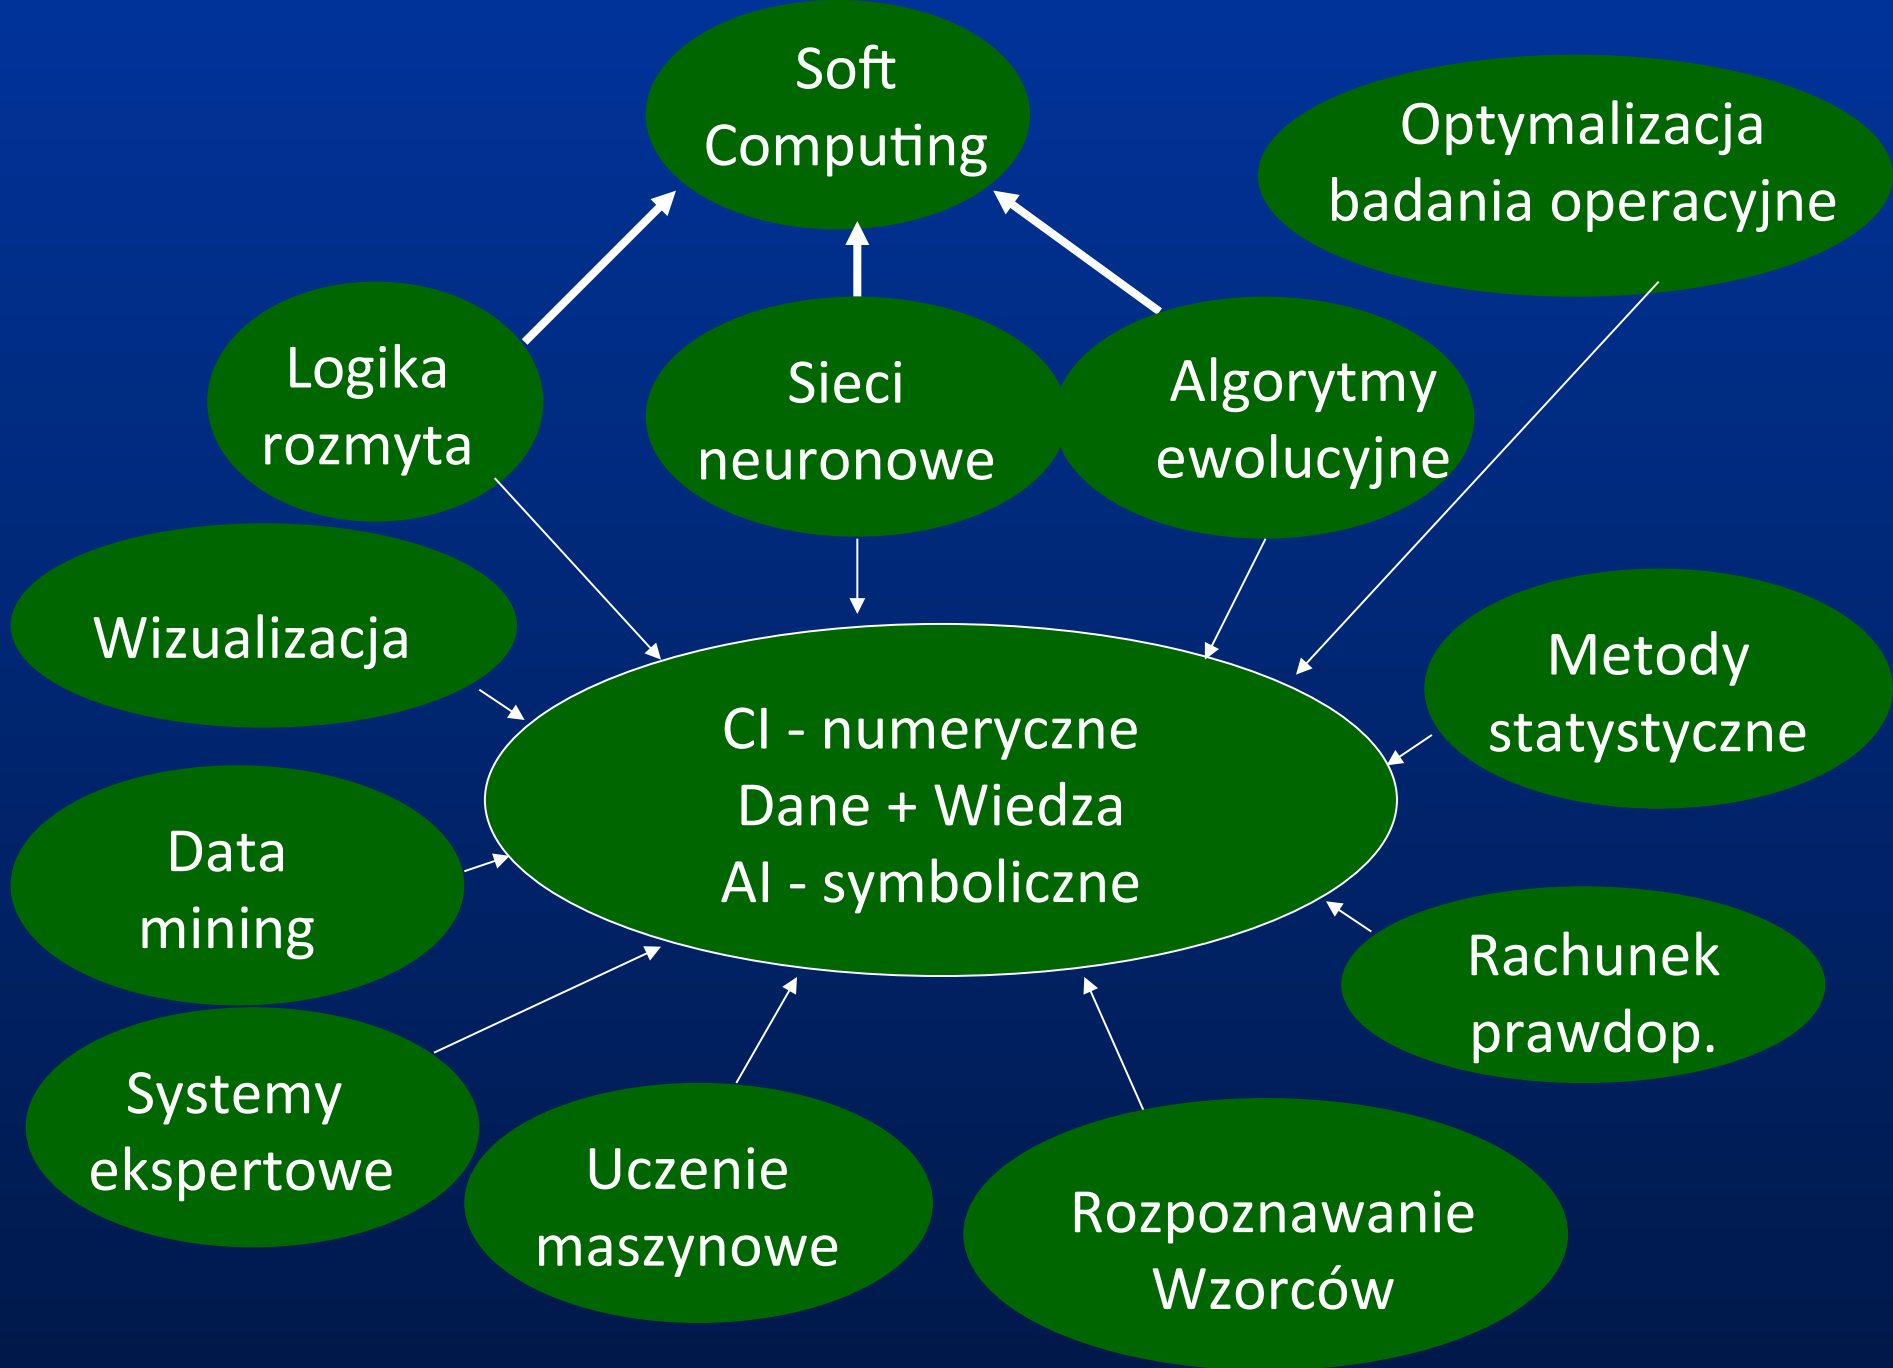 Soft
Computing
Optymalizacja
badania operacyjne
Logika
rozmyta
Sieci
neuronowe
Algorytmy
ewolucyjne
Wizualizacja
Metody
statystyczne
CI - numeryczne
Dane + Wiedza
AI - symboliczne
Data
mining
Rachunek
prawdop.
Systemy
ekspertowe
Uczenie
maszynowe
Rozpoznawanie
Wzorców